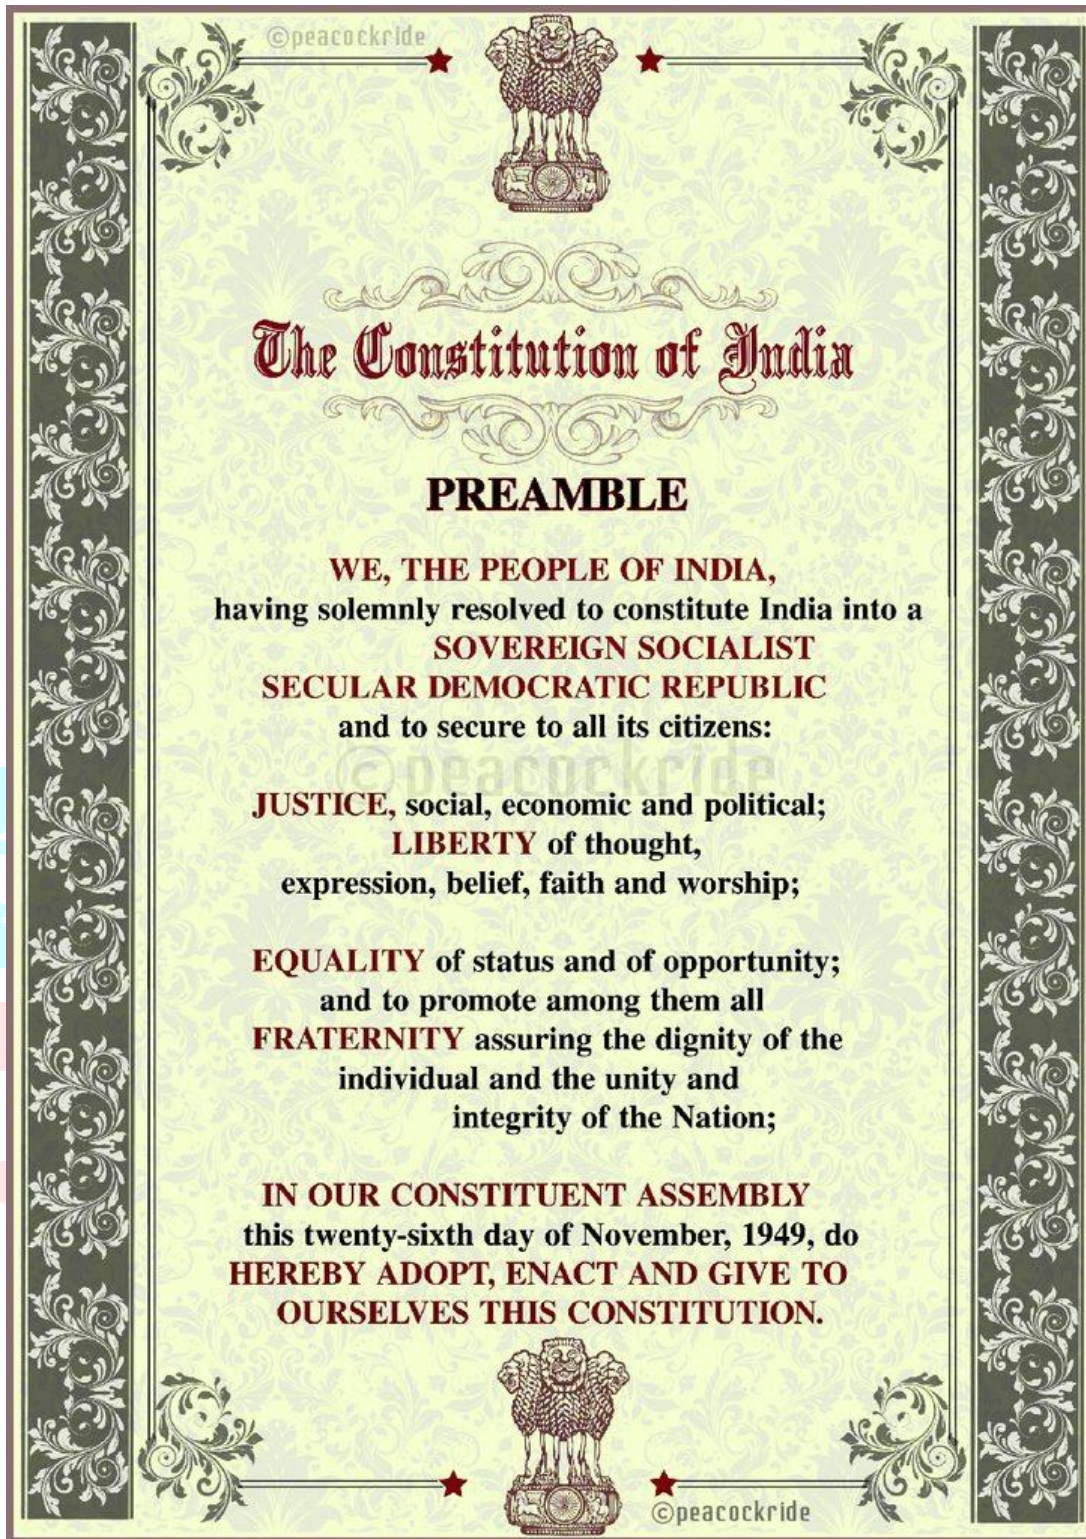 ©peacockride
The Constitution of India
PREAMBLE
WE, THE PEOPLE OF INDIA,
having solemnly resolved to constitute India into a
SOVEREIGN SOCIALIST
SECULAR DEMOCRATIC REPUBLIC
and to secure to all its citizens:
©peacockride
JUSTICE, social, economic and political;
LIBERTY of thought,
expression, belief, faith and worship;
EQUALITY of status and of opportunity;
and to promote among them all
FRATERNITY assuring the dignity of the
individual and the unity and
integrity of the Nation;
IN OUR CONSTITUENT ASSEMBLY
this twenty-sixth day of November, 1949, do
HEREBY ADOPT, ENACT AND GIVE TO
OURSELVES THIS CONSTITUTION.
©peacockride